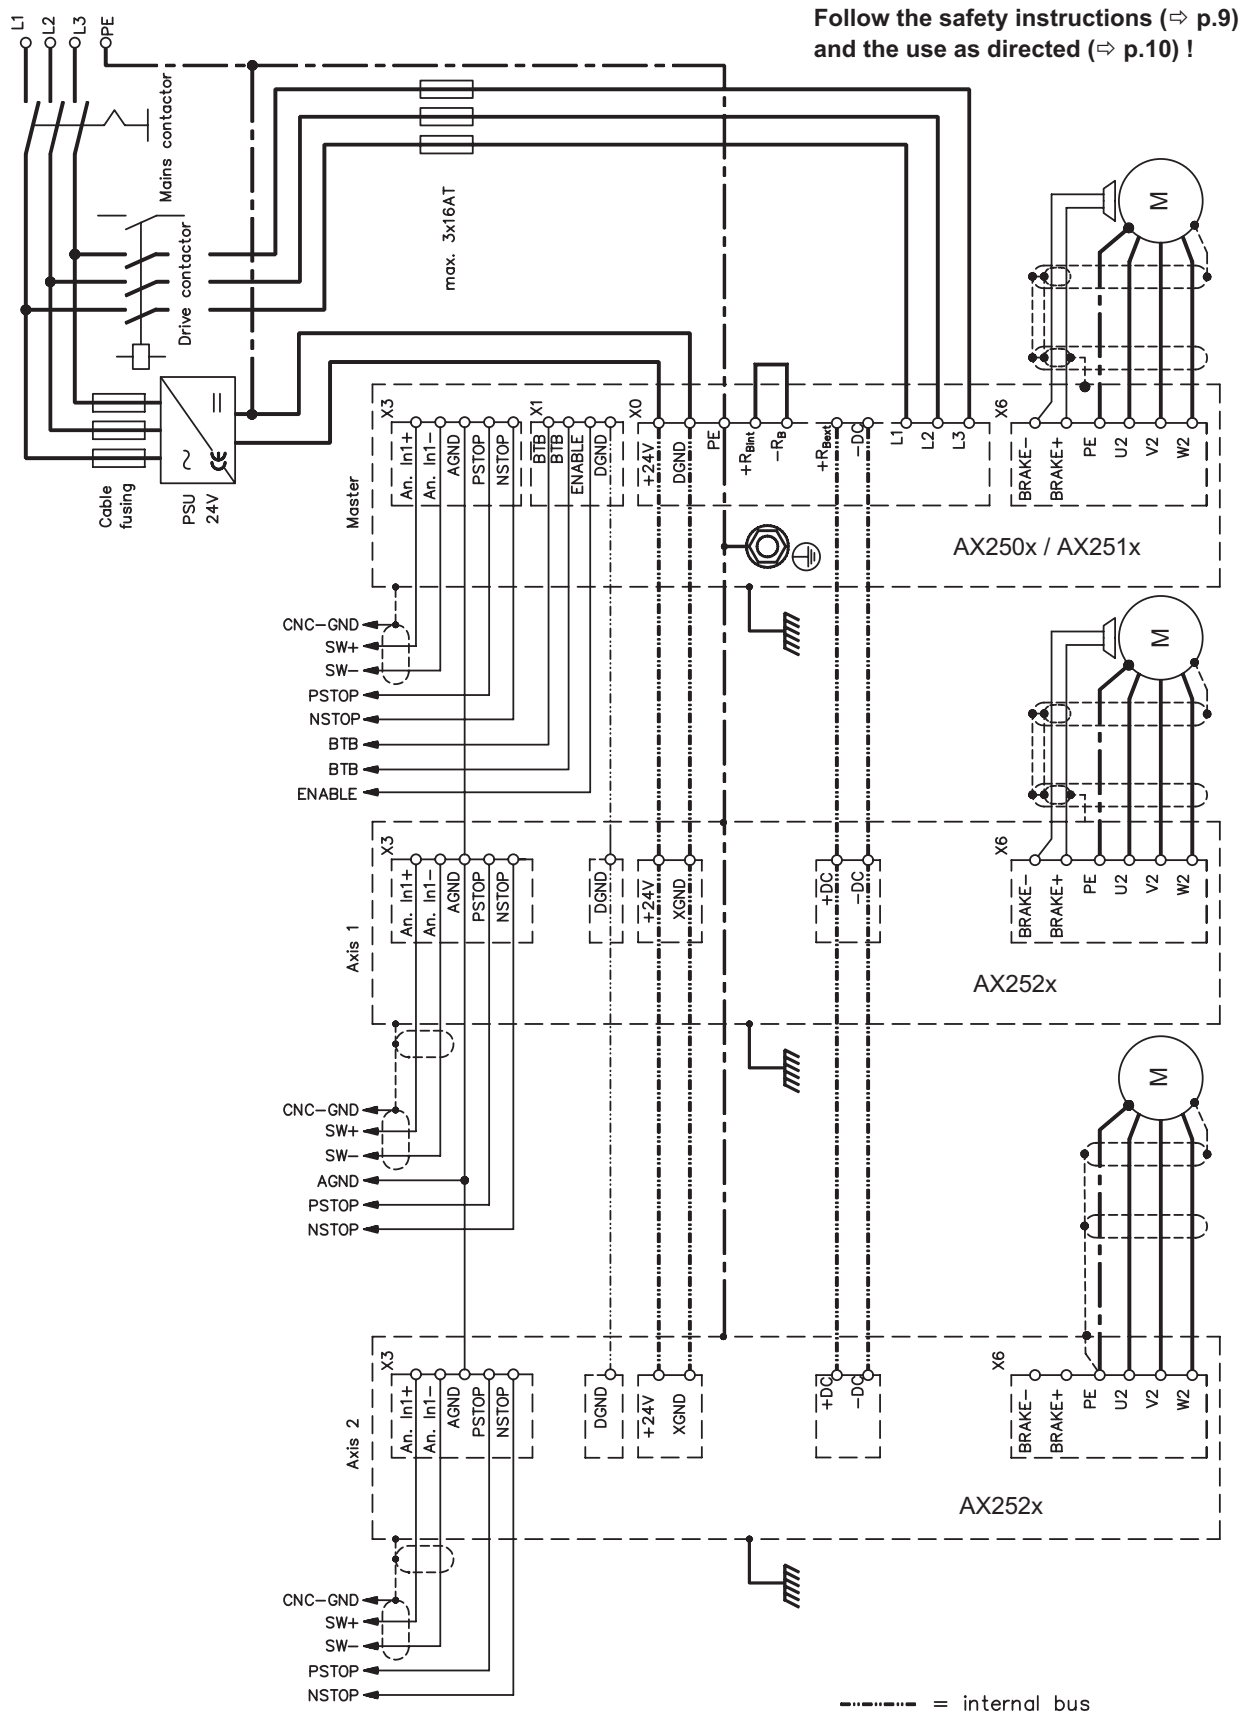 Follow the safety instructions (⇨ p.9)
and the use as directed (⇨ p.10) !
L1
L2
L3
PE
Mains contactor
Drive contactor
max. 3x16AT
Cable
fusing
PSU
24V
~
=
CE
Master
X3
An. In1+
An. In1-
AGND
PSTOP
NSTOP
X1
BTB
BTB
ENABLE
DGND
X0
+24V
DGND
PE
+RBint
-RB
+RBext
-DC
L1
L2
L3
X6
BRAKE-
BRAKE+
PE
U2
V2
W2
M
AX250x / AX251x
CNC-GND
SW+
SW-
PSTOP
NSTOP
BTB
BTB
ENABLE
Axis 1
X3
An. In1+
An. In1-
AGND
PSTOP
NSTOP
DGND
+24V
XGND
+DC
-DC
X6
BRAKE-
BRAKE+
PE
U2
V2
W2
M
AX252x
CNC-GND
SW+
SW-
AGND
PSTOP
NSTOP
Axis 2
X3
An. In1+
An. In1-
AGND
PSTOP
NSTOP
DGND
+24V
XGND
+DC
-DC
X6
BRAKE-
BRAKE+
PE
U2
V2
W2
M
AX252x
CNC-GND
SW+
SW-
PSTOP
NSTOP
= internal bus